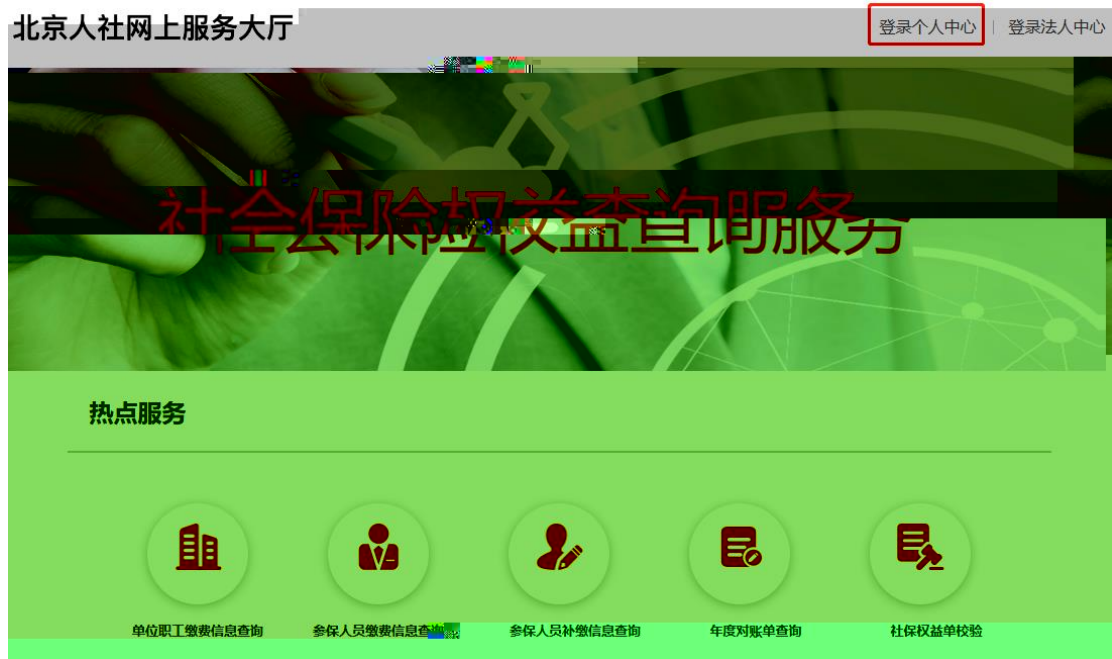 北京人社网上服务大厅
登录个人中心 | 登录法人中心
社会保险权益查询服务
热点服务
单位职工缴费信息查询 参保人员缴费信息查询 参保人员补缴信息查询 年度对账单查询 社保权益单校验